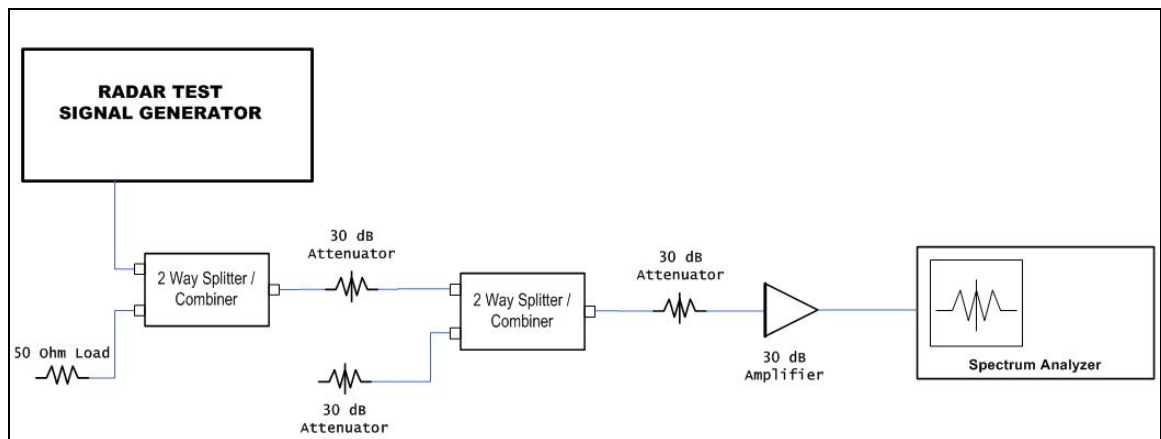 RADAR TEST
SIGNAL GENERATOR
30 dB
Attenuator
2 Way Splitter /
Combiner
50 Ohm Load
30 dB
Attenuator
2 Way Splitter /
Combiner
30 dB
Attenuator
30 dB
Amplifier
Spectrum Analyzer